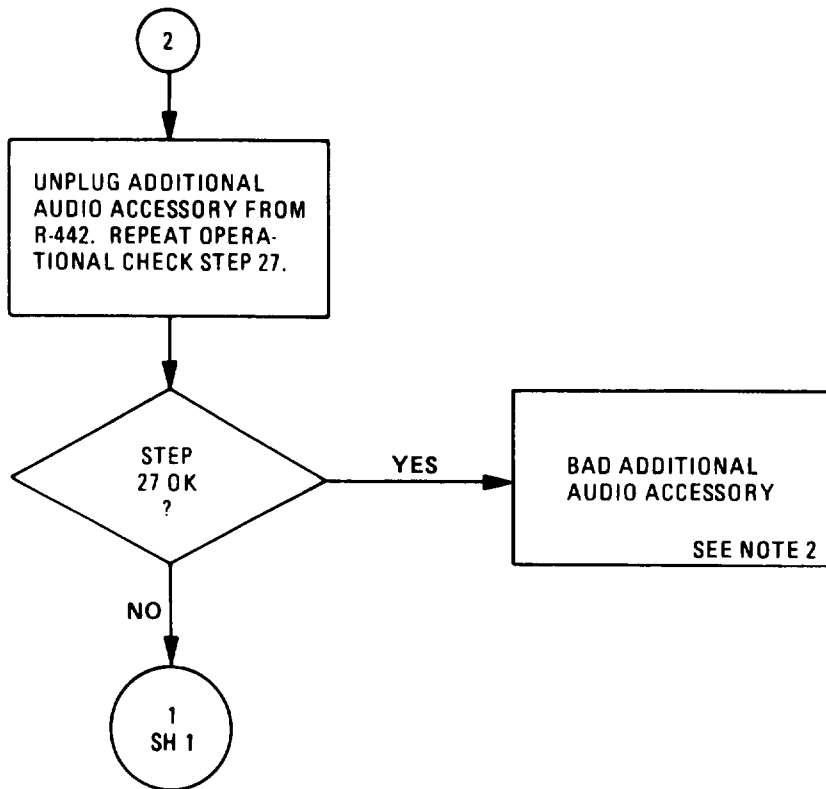 2
UNPLUG ADDITIONAL
AUDIO ACCESSORY FROM
R-442. REPEAT OPERA-
TIONAL CHECK STEP 27.
STEP
27 OK
?
YES
BAD ADDITIONAL
AUDIO ACCESSORY
SEE NOTE 2
NO
1
SH 1